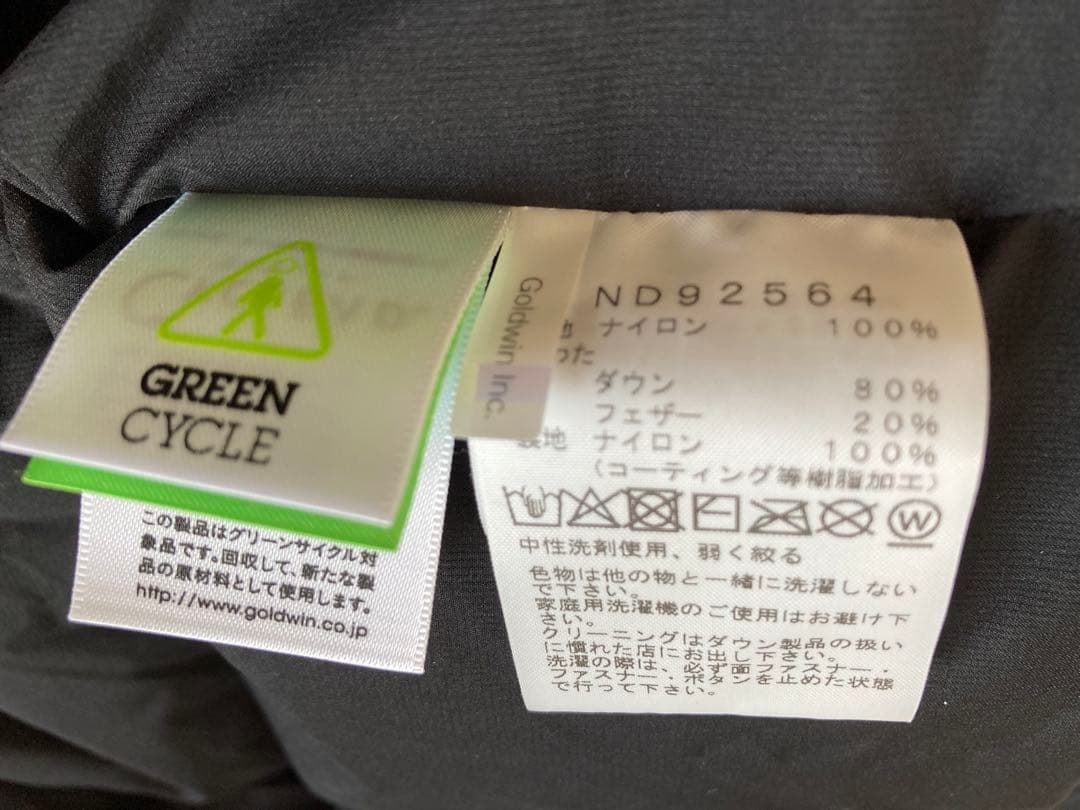 GREEN
CYCLE
この製品はグリーンサイクル対
象品です。回収して、新たな製
品の原材料として使用します。
http://www.goldwin.co.jp
Goldwin Inc.
ND92564
地 ナイロン 100%
わた
ダウン 80%
フェザー 20%
表地 ナイロン 100%
(コーティング等樹脂加工)
W
中性洗剤使用、弱く絞る
色物は他の物と一緒に洗濯しない
で下さい。
家庭用洗濯機のご使用はお避け下
さい。
クリーニングはダウン製品の扱い
に慣れた店にお出し下さい。
洗濯の際は、必ず面ファスナー・
ファスナー・ボタンを止めた状態
で行って下さい。